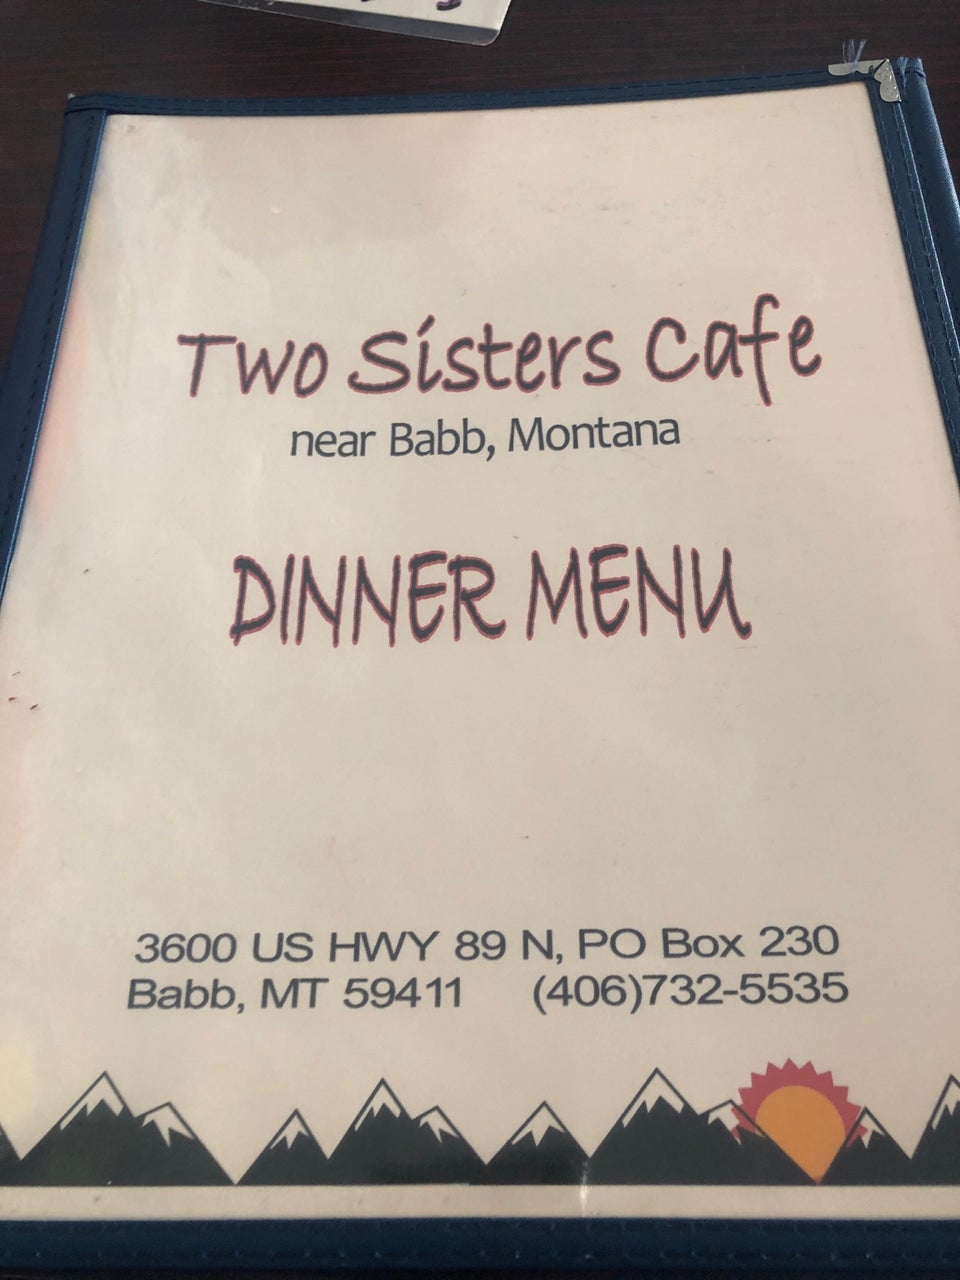 Two Sisters Cafe
near Babb, Montana
DINNER MENU
3600 US HWY 89 N, PO Box 230
Babb, MT 59411 (406)732-5535